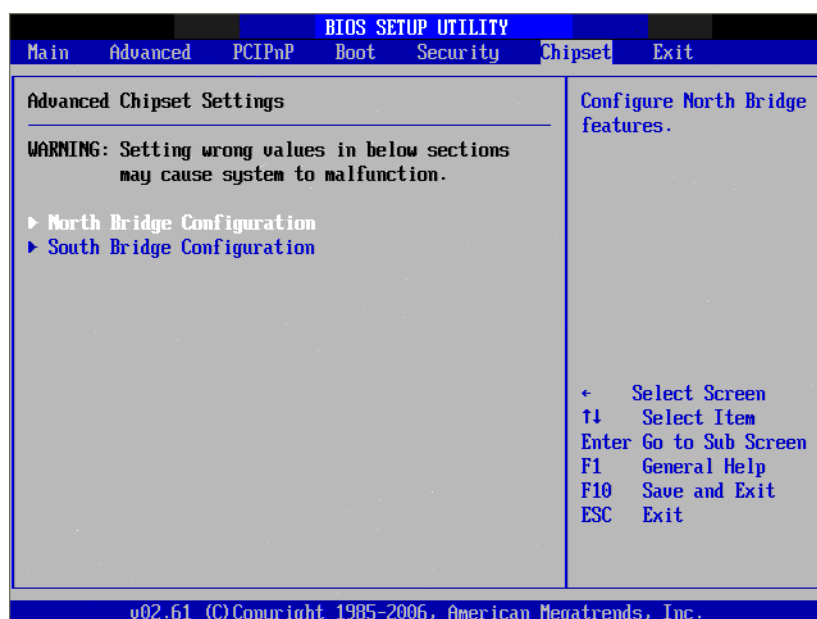 BIOS SETUP UTILITY
Main Advanced PCIPnP Boot Security Chipset Exit
Advanced Chipset Settings
WARNING: Setting wrong values in below sections
may cause system to malfunction.
▶ North Bridge Configuration
▶ South Bridge Configuration
Configure North Bridge
features.
← Select Screen
↑↓ Select Item
Enter Go to Sub Screen
F1 General Help
F10 Save and Exit
ESC Exit
v02.61 (C)Copyright 1985-2006, American Megatrends, Inc.